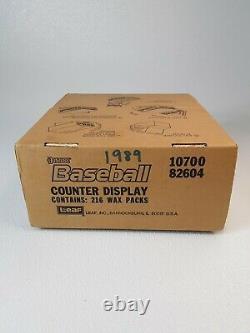 1989
DONRUSS
Baseball
COUNTER DISPLAY
CONTAINS: 216 WAX PACKS
10700
82604
Leaf
LEAF, INC., BANNOCKBURN, IL 60015 U.S.A.